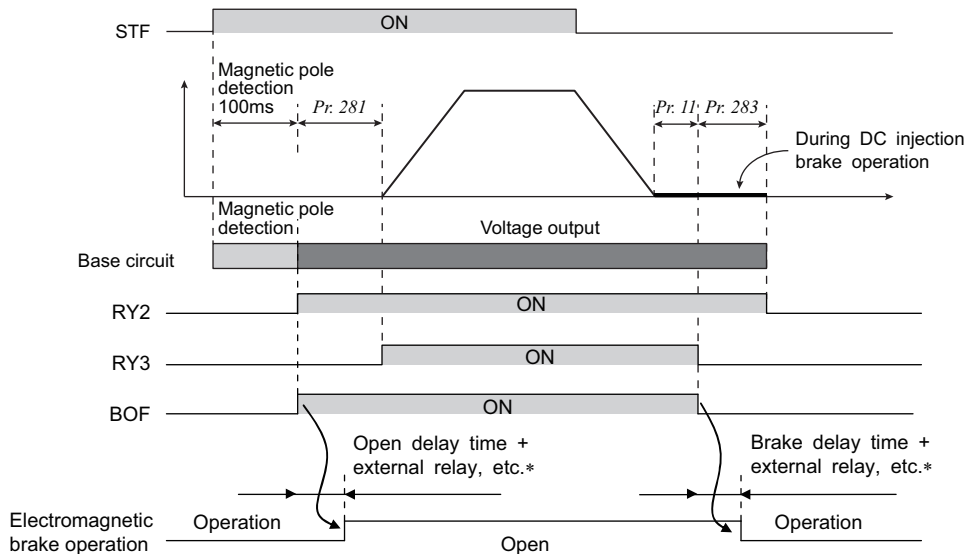 STF
ON
Magnetic pole
detection
100ms
Pr. 281
Pr. 11
Pr. 283
During DC injection
brake operation
Magnetic pole
detection
Voltage output
Base circuit
RY2
ON
RY3
ON
BOF
ON
Open delay time +
external relay, etc.*
Brake delay time +
external relay, etc.*
Electromagnetic
brake operation
Operation
Open
Operation